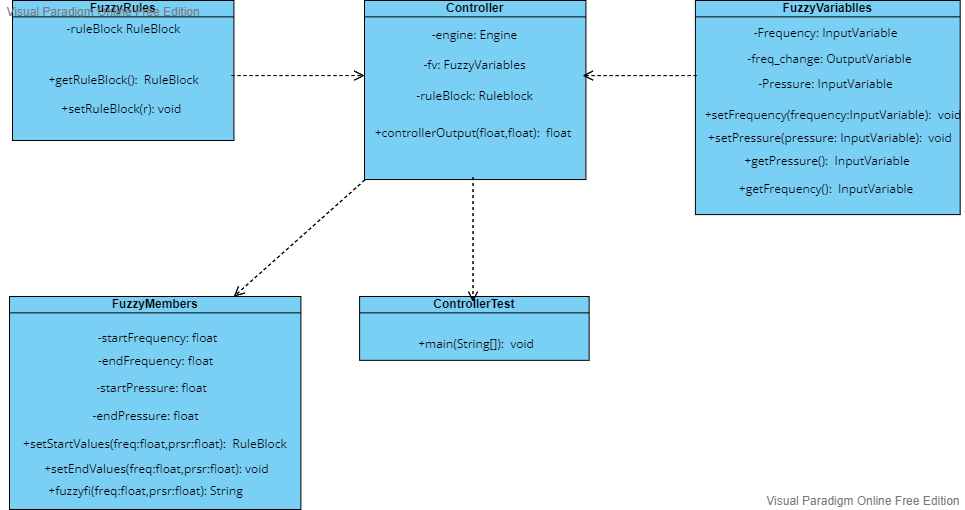 Visual Paradigm Online Free Edition
FuzzyRules
-ruleBlock RuleBlock
+getRuleBlock(): RuleBlock
+setRuleBlock(r): void
Controller
-engine: Engine
-fv: FuzzyVariables
-ruleBlock: Ruleblock
+controllerOutput(float,float): float
FuzzyVariablles
-Frequency: InputVariable
-freq_change: OutputVariable
-Pressure: InputVariable
+setFrequency(frequency:InputVariable): void
+setPressure(pressure: InputVariable): void
+getPressure(): InputVariable
+getFrequency(): InputVariable
FuzzyMembers
-startFrequency: float
-endFrequency: float
-startPressure: float
-endPressure: float
+setStartValues(freq:float,prsr:float): RuleBlock
+setEndValues(freq:float,prsr:float): void
+fuzzyfi(freq:float,prsr:float): String
ControllerTest
+main(String[]): void
Visual Paradigm Online Free Edition